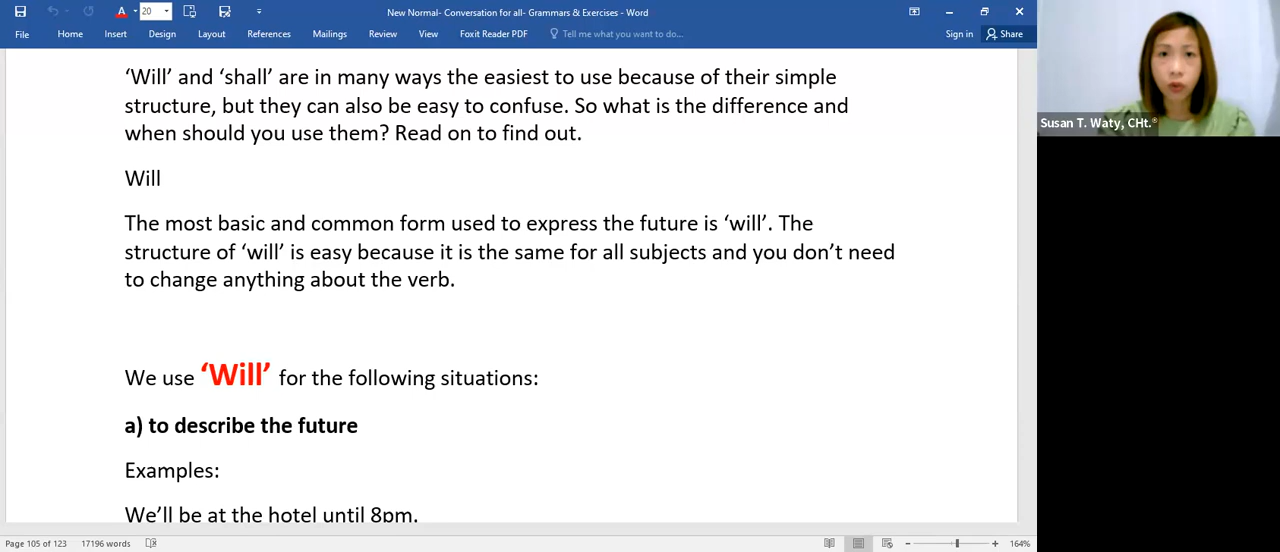 20
New Normal- Conversation for all- Grammars & Exercises - Word
File Home Insert Design Layout References Mailings Review View Foxit Reader PDF Tell me what you want to do... Sign in Share
‘Will’ and ‘shall’ are in many ways the easiest to use because of their simple
structure, but they can also be easy to confuse. So what is the difference and
when should you use them? Read on to find out.
Will
The most basic and common form used to express the future is ‘will’. The
structure of ‘will’ is easy because it is the same for all subjects and you don’t need
to change anything about the verb.
We use ‘Will’ for the following situations:
a) to describe the future
Examples:
We’ll be at the hotel until 8pm.
Page 105 of 123 17196 words 164%
Susan T. Waty, CHt.®